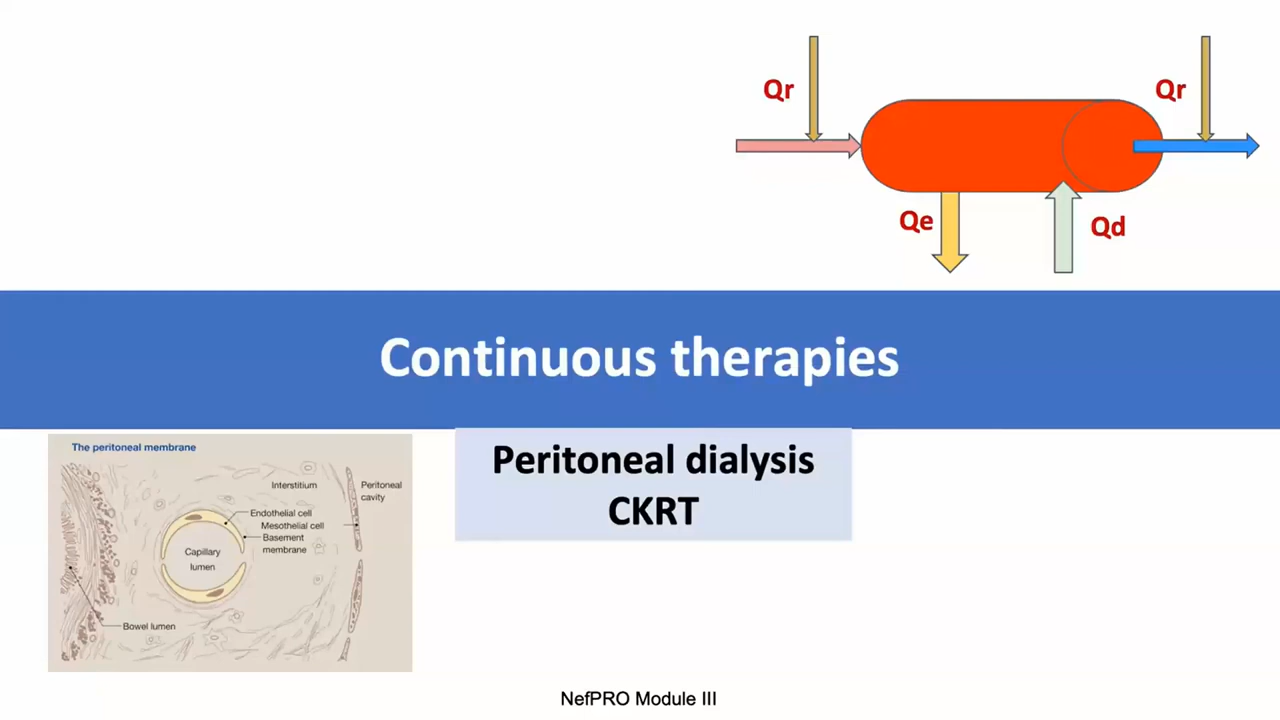 Qr
Qr
Qe
Qd
Continuous therapies
The peritoneal membrane
Interstitium
Peritoneal
cavity
Endothelial cell
Mesothelial cell
Basement
membrane
Capillary
lumen
Bowel lumen
Peritoneal dialysis
CKRT
NefPRO Module III